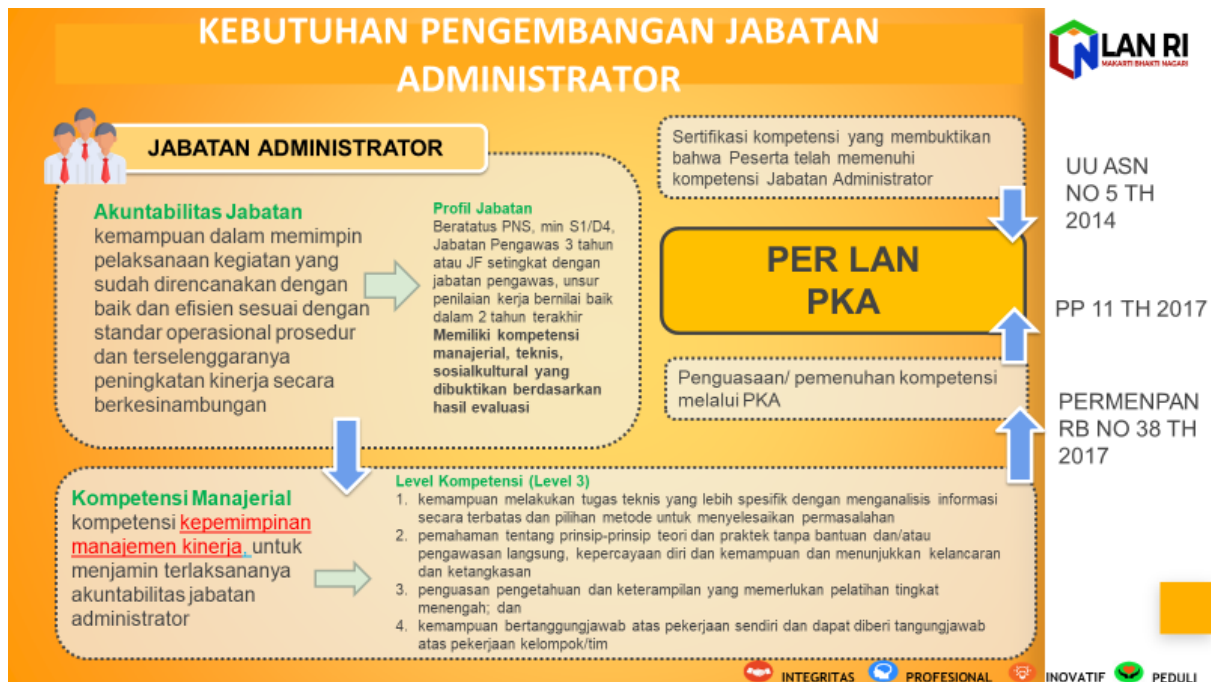 KEBUTUHAN PENGEMBANGAN JABATAN
ADMINISTRATOR
LAN RI
MAKARTI BHAKTI NAGARI
JABATAN ADMINISTRATOR
Akuntabilitas Jabatan
kemampuan dalam memimpin
pelaksanaan kegiatan yang
sudah direncanakan dengan
baik dan efisien sesuai dengan
standar operasional prosedur
dan terselenggaranya
peningkatan kinerja secara
berkesinambungan
Profil Jabatan
Beratatus PNS, min S1/D4,
Jabatan Pengawas 3 tahun
atau JF setingkat dengan
jabatan pengawas, unsur
penilaian kerja bernilai baik
dalam 2 tahun terakhir
Memiliki kompetensi
manajerial, teknis,
sosialkultural yang
dibuktikan berdasarkan
hasil evaluasi
Sertifikasi kompetensi yang membuktikan
bahwa Peserta telah memenuhi
kompetensi Jabatan Administrator
PER LAN
PKA
Penguasaan/ pemenuhan kompetensi
melalui PKA
UU ASN
NO 5 TH
2014
PP 11 TH 2017
PERMENPAN
RB NO 38 TH
2017
Kompetensi Manajerial
kompetensi kepemimpinan
manajemen kinerja, untuk
menjamin terlaksananya
akuntabilitas jabatan
administrator
Level Kompetensi (Level 3)
1. kemampuan melakukan tugas teknis yang lebih spesifik dengan menganalisis informasi
secara terbatas dan pilihan metode untuk menyelesaikan permasalahan
2. pemahaman tentang prinsip-prinsip teori dan praktek tanpa bantuan dan/atau
pengawasan langsung, kepercayaan diri dan kemampuan dan menunjukkan kelancaran
dan ketangkasan
3. penguasan pengetahuan dan keterampilan yang memerlukan pelatihan tingkat
menengah; dan
4. kemampuan bertanggungjawab atas pekerjaan sendiri dan dapat diberi tangungjawab
atas pekerjaan kelompok/tim
INTEGRITAS
PROFESIONAL
INOVATIF
PEDULI